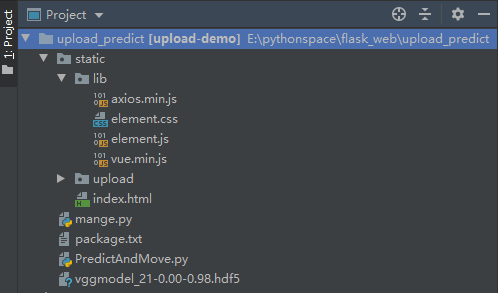 Project
1: Project
upload_predict [upload-demo] E:\pythonspace\flask_web\upload_predict
static
lib
axios.min.js
element.css
element.js
vue.min.js
upload
index.html
mange.py
package.txt
PredictAndMove.py
vggmodel_21-0.00-0.98.hdf5